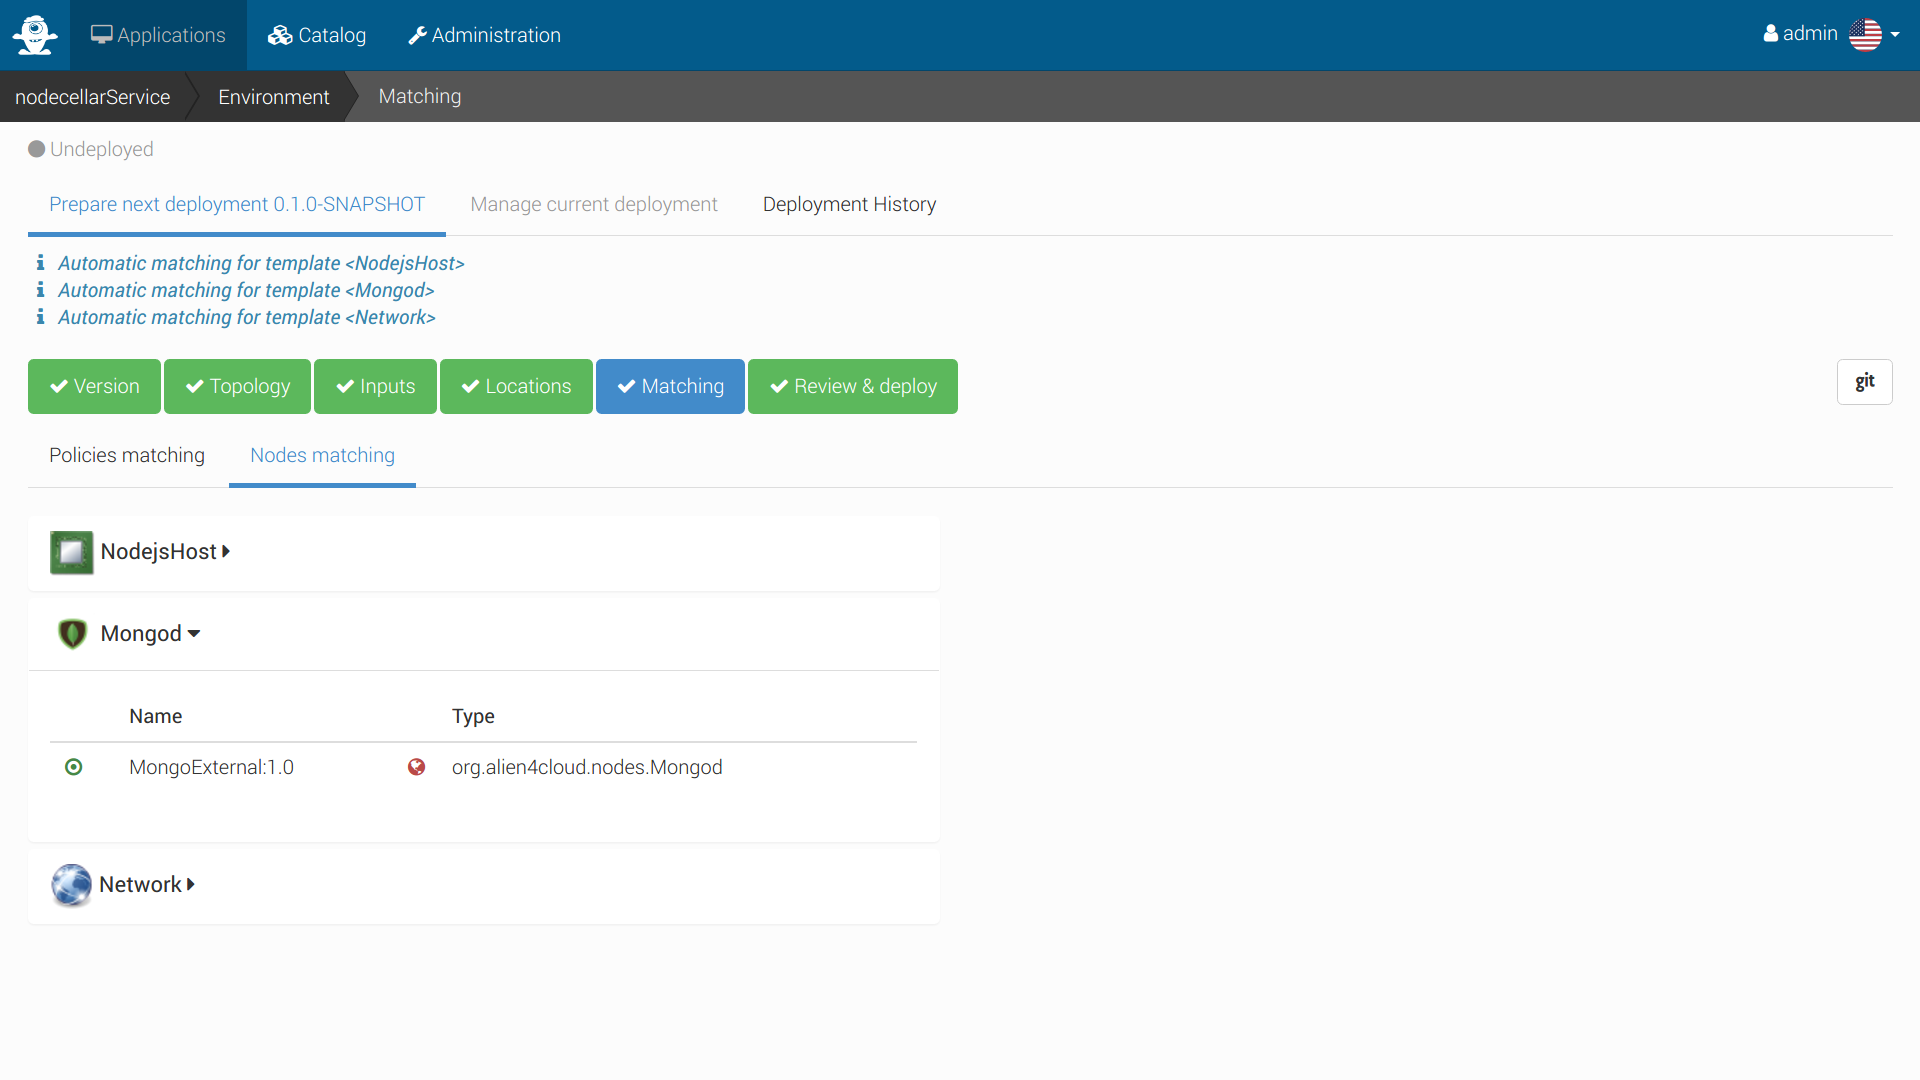 Applications Catalog Administration admin
nodecellarService Environment Matching
Undeployed
Prepare next deployment 0.1.0-SNAPSHOT Manage current deployment Deployment History
Automatic matching for template <NodejsHost>
Automatic matching for template <Mongod>
Automatic matching for template <Network>
Version Topology Inputs Locations Matching Review & deploy git
Policies matching Nodes matching
NodejsHost
Mongod
Name Type
MongoExternal:1.0 org.alien4cloud.nodes.Mongod
Network